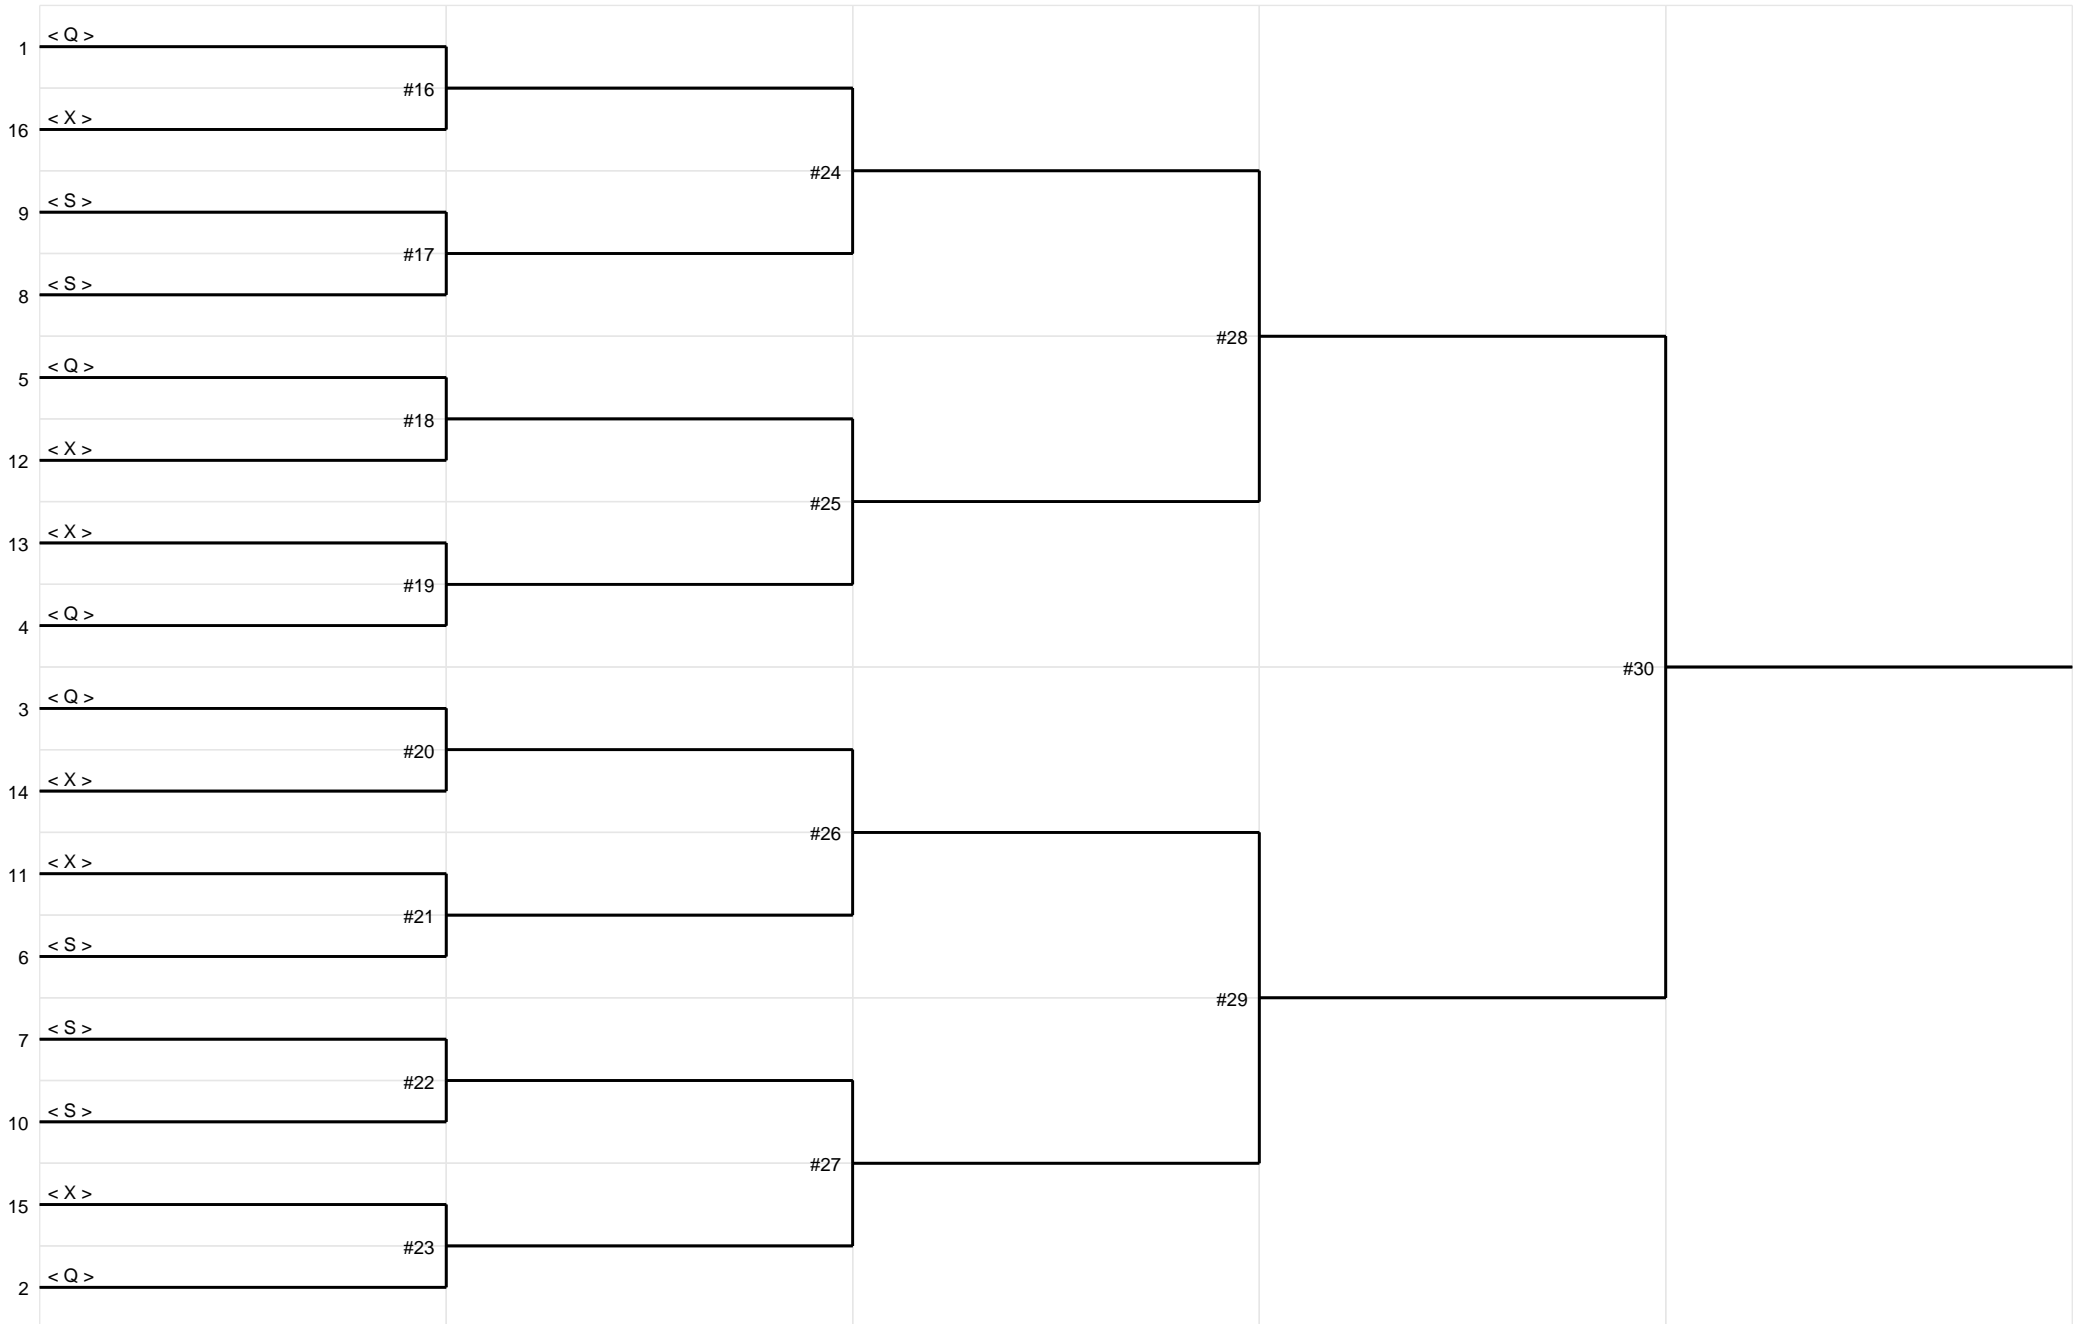 < Q >
1
#16
< X >
16
#24
< S >
9
#17
< S >
8
#28
< Q >
5
#18
< X >
12
#25
< X >
13
#19
< Q >
4
#30
< Q >
3
#20
< X >
14
#26
< X >
11
#21
< S >
6
#29
< S >
7
#22
< S >
10
#27
< X >
15
#23
< Q >
2